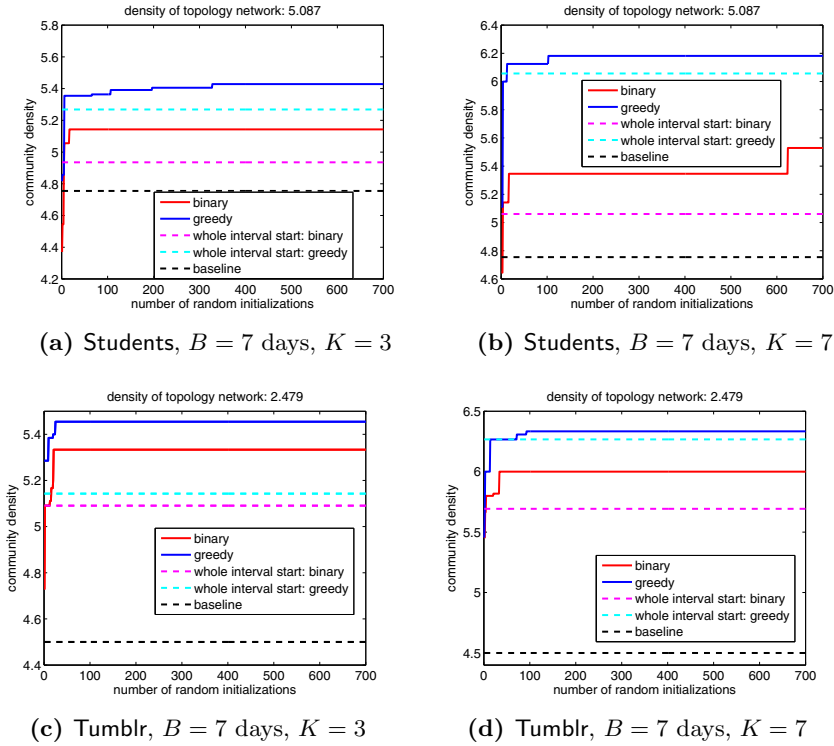 density of topology network: 5.087
community density
5.8
5.6
5.4
5.2
5
4.8
4.6
4.4
4.2
binary
greedy
whole interval start: binary
whole interval start: greedy
baseline
0 100 200 300 400 500 600 700
number of random initializations
(a) Students, B = 7 days, K = 3
density of topology network: 5.087
community density
6.4
6.2
6
5.8
5.6
5.4
5.2
5
4.8
4.6
binary
greedy
whole interval start: binary
whole interval start: greedy
baseline
0 100 200 300 400 500 600 700
number of random initializations
(b) Students, B = 7 days, K = 7
density of topology network: 2.479
community density
5.4
5.2
5
4.8
4.6
4.4
binary
greedy
whole interval start: binary
whole interval start: greedy
baseline
0 100 200 300 400 500 600 700
number of random initializations
(c) Tumblr, B = 7 days, K = 3
density of topology network: 2.479
community density
6.5
6
5.5
5
4.5
binary
greedy
whole interval start: binary
whole interval start: greedy
baseline
0 100 200 300 400 500 600 700
number of random initializations
(d) Tumblr, B = 7 days, K = 7